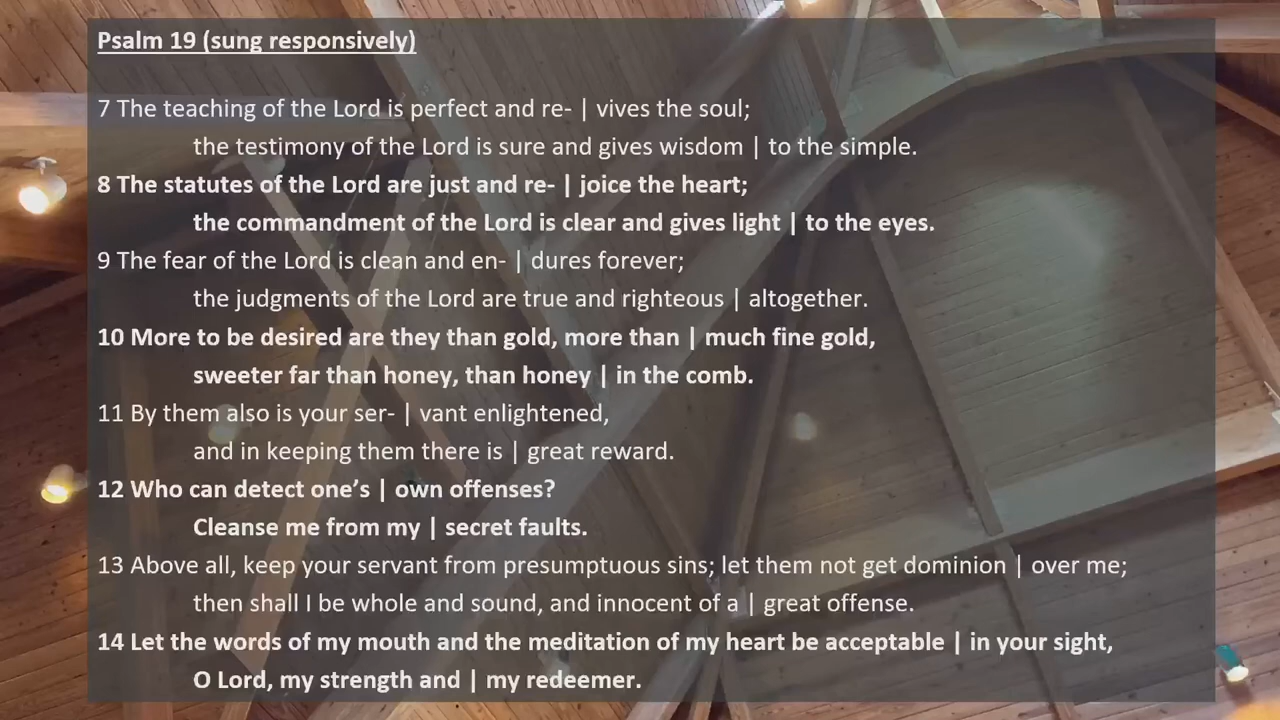 Psalm 19 (sung responsively)
7 The teaching of the Lord is perfect and re- | vives the soul;
the testimony of the Lord is sure and gives wisdom | to the simple.
8 The statutes of the Lord are just and re- | joice the heart;
the commandment of the Lord is clear and gives light | to the eyes.
9 The fear of the Lord is clean and en- | dures forever;
the judgments of the Lord are true and righteous | altogether.
10 More to be desired are they than gold, more than | much fine gold,
sweeter far than honey, than honey | in the comb.
11 By them also is your ser- | vant enlightened,
and in keeping them there is | great reward.
12 Who can detect one’s | own offenses?
Cleanse me from my | secret faults.
13 Above all, keep your servant from presumptuous sins; let them not get dominion | over me;
then shall I be whole and sound, and innocent of a | great offense.
14 Let the words of my mouth and the meditation of my heart be acceptable | in your sight,
O Lord, my strength and | my redeemer.